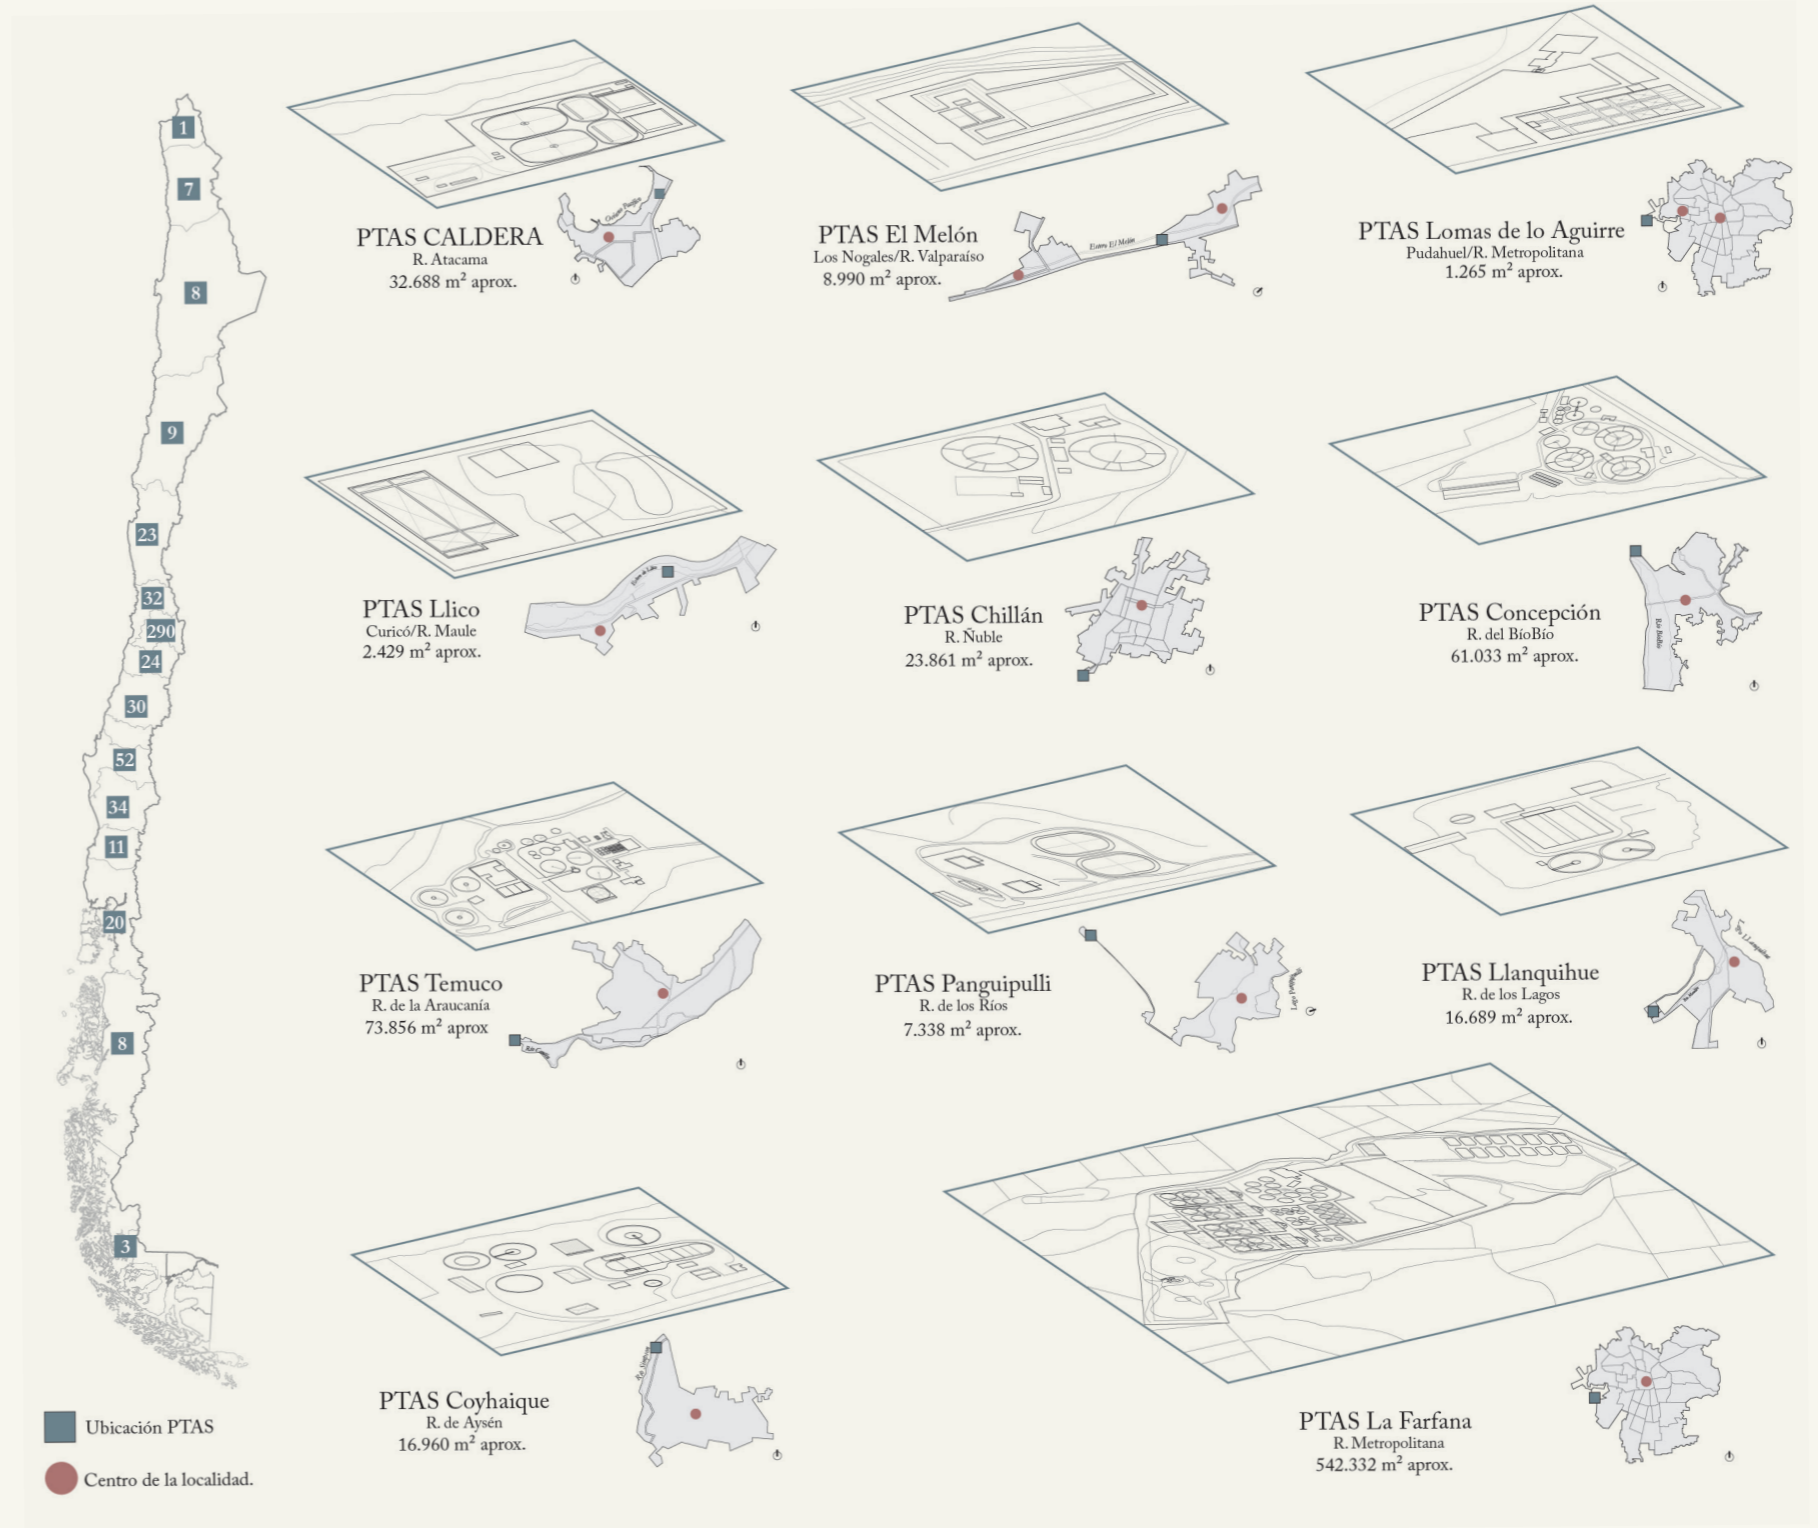 1
7
8
9
23
32
290
24
30
52
34
11
20
8
3
Ubicación PTAS
Centro de la localidad.
PTAS CALDERA
R. Atacama
32.688 m² aprox.
PTAS El Melón
Los Nogales/R. Valparaíso
8.990 m² aprox.
Estero El Melón
PTAS Lomas de lo Aguirre
Pudahuel/R. Metropolitana
1.265 m² aprox.
PTAS Llico
Curicó/R. Maule
2.429 m² aprox.
PTAS Chillán
R. Ñuble
23.861 m² aprox.
PTAS Concepción
R. del BíoBío
61.033 m² aprox.
Río BíoBío
PTAS Temuco
R. de la Araucanía
73.856 m² aprox
PTAS Panguipulli
R. de los Ríos
7.338 m² aprox.
PTAS Llanquihue
R. de los Lagos
16.689 m² aprox.
PTAS Coyhaique
R. de Aysén
16.960 m² aprox.
PTAS La Farfana
R. Metropolitana
542.332 m² aprox.